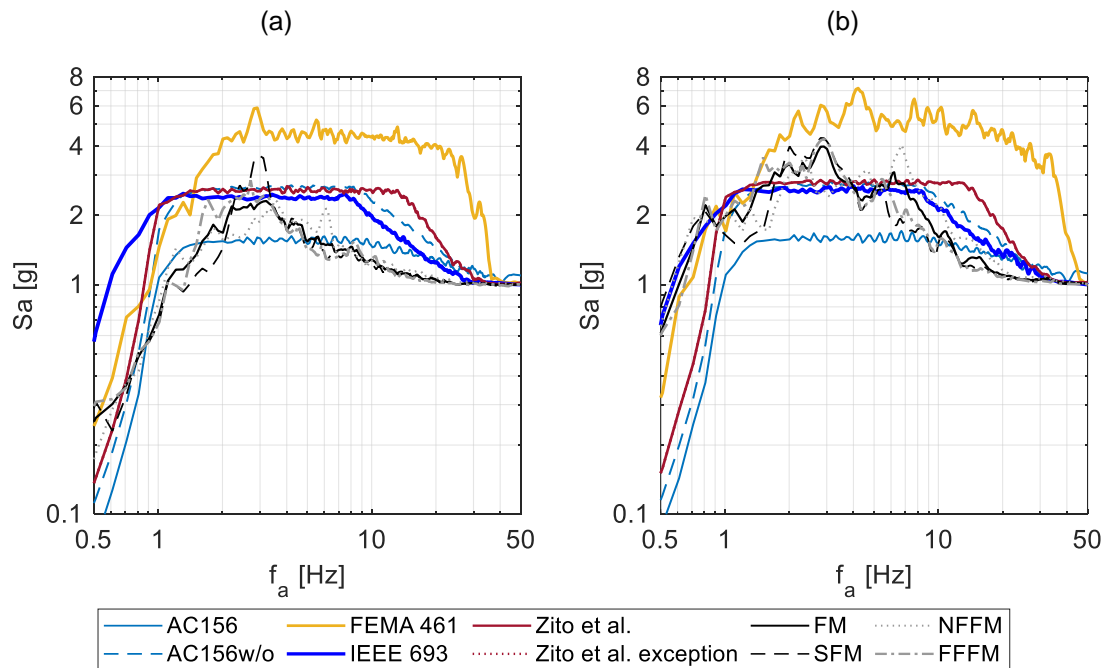 (a)
(b)
8
6
4
2
1
0.1
Sa [g]
0.5
1
10
50
f_a [Hz]
8
6
4
2
1
0.1
Sa [g]
0.5
1
10
50
f_a [Hz]
AC156
FEMA 461
Zito et al.
FM
NFFM
AC156w/o
IEEE 693
Zito et al. exception
SFM
FFFM